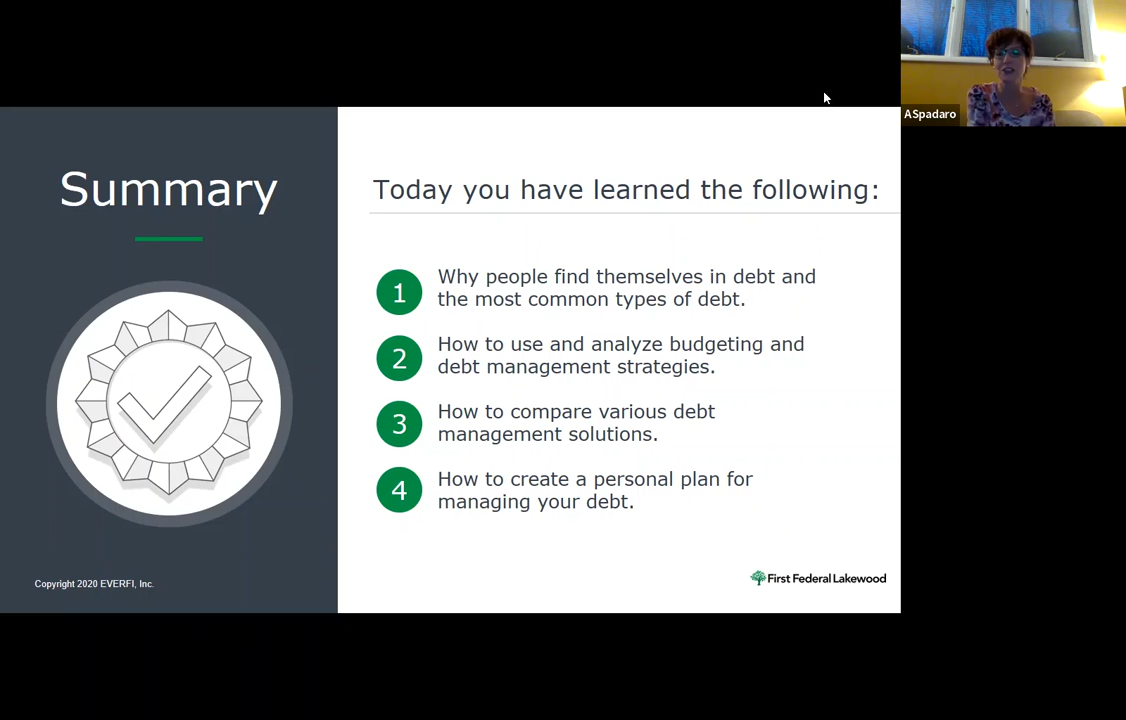 ASpadaro
Summary
Today you have learned the following:
1
Why people find themselves in debt and
the most common types of debt.
2
How to use and analyze budgeting and
debt management strategies.
3
How to compare various debt
management solutions.
4
How to create a personal plan for
managing your debt.
Copyright 2020 EVERFI, Inc.
First Federal Lakewood